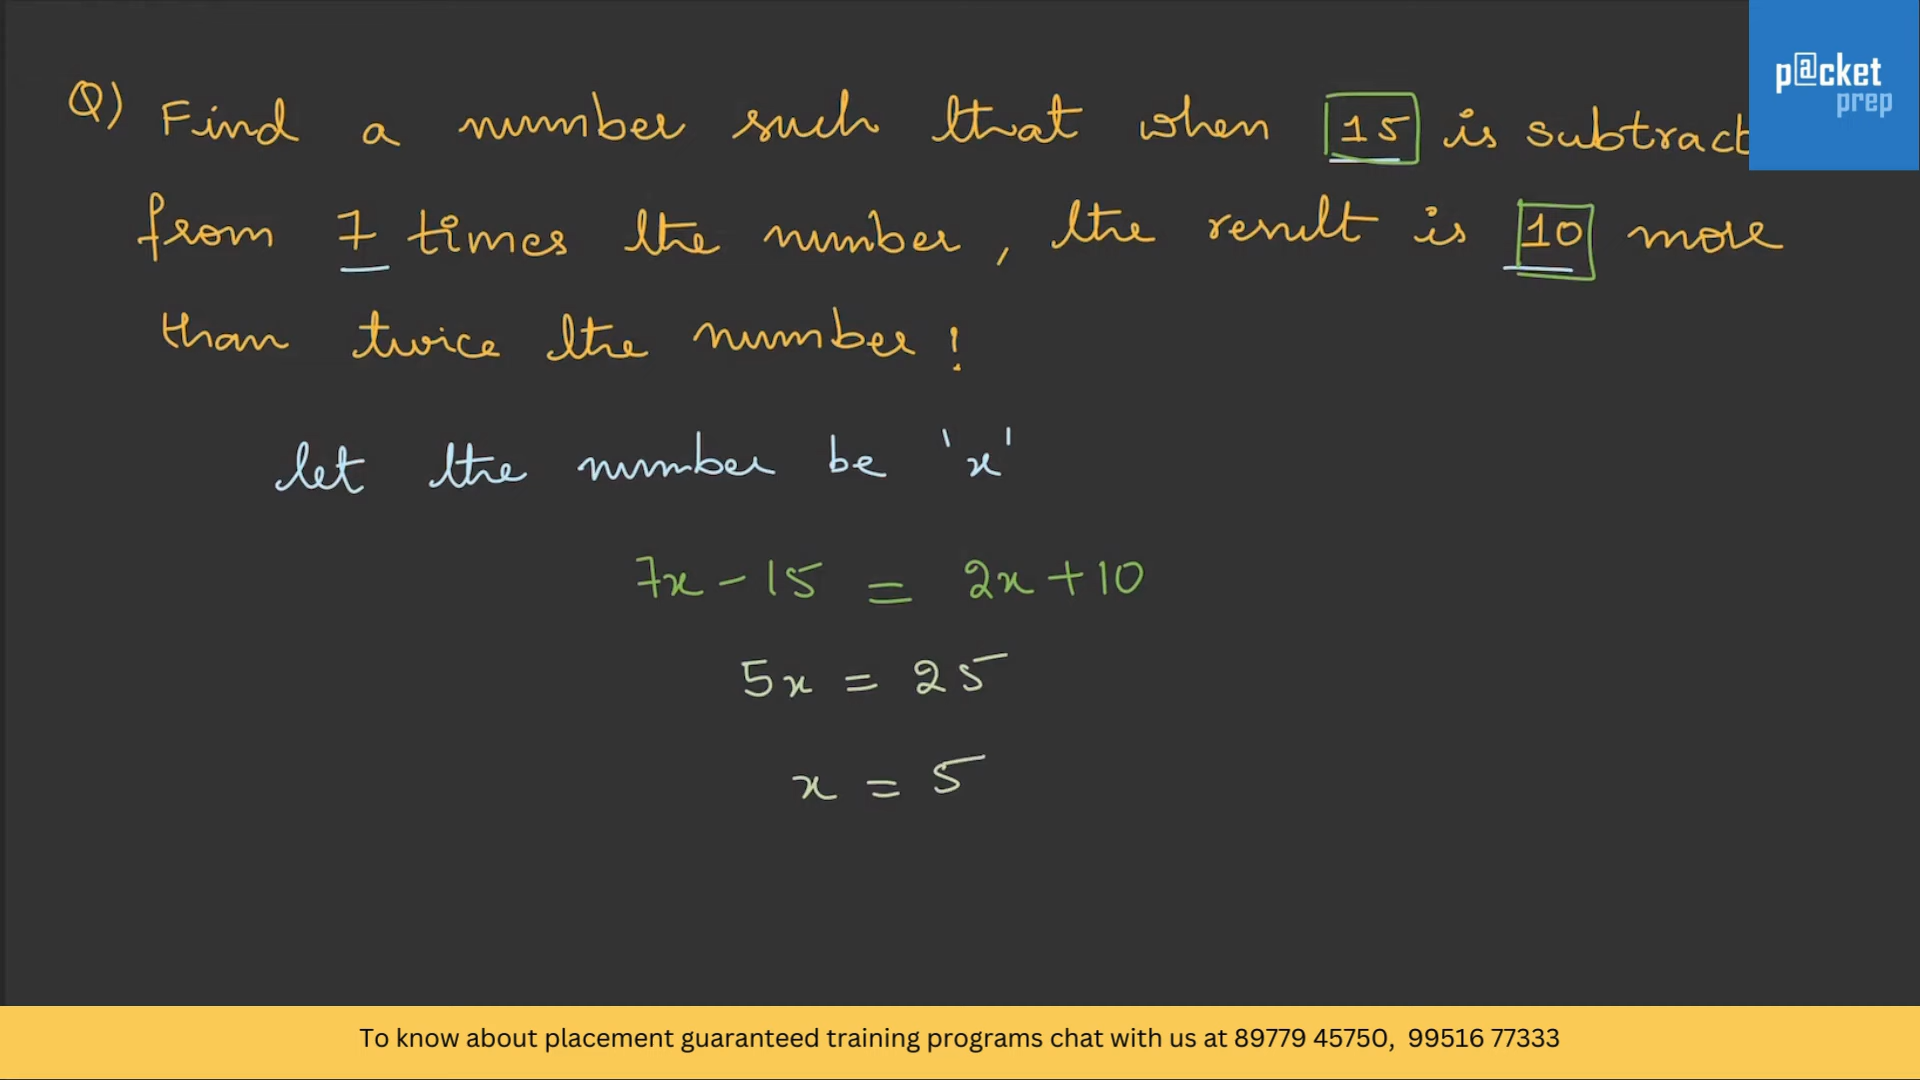 p@cket
prep
Q) Find a number such that when 15 is subtract
from 7 times the number, the result is 10 more
than twice the number!
let the number be 'x'
7x - 15 = 2x + 10
5x = 25
x = 5
To know about placement guaranteed training programs chat with us at 89779 45750, 99516 77333